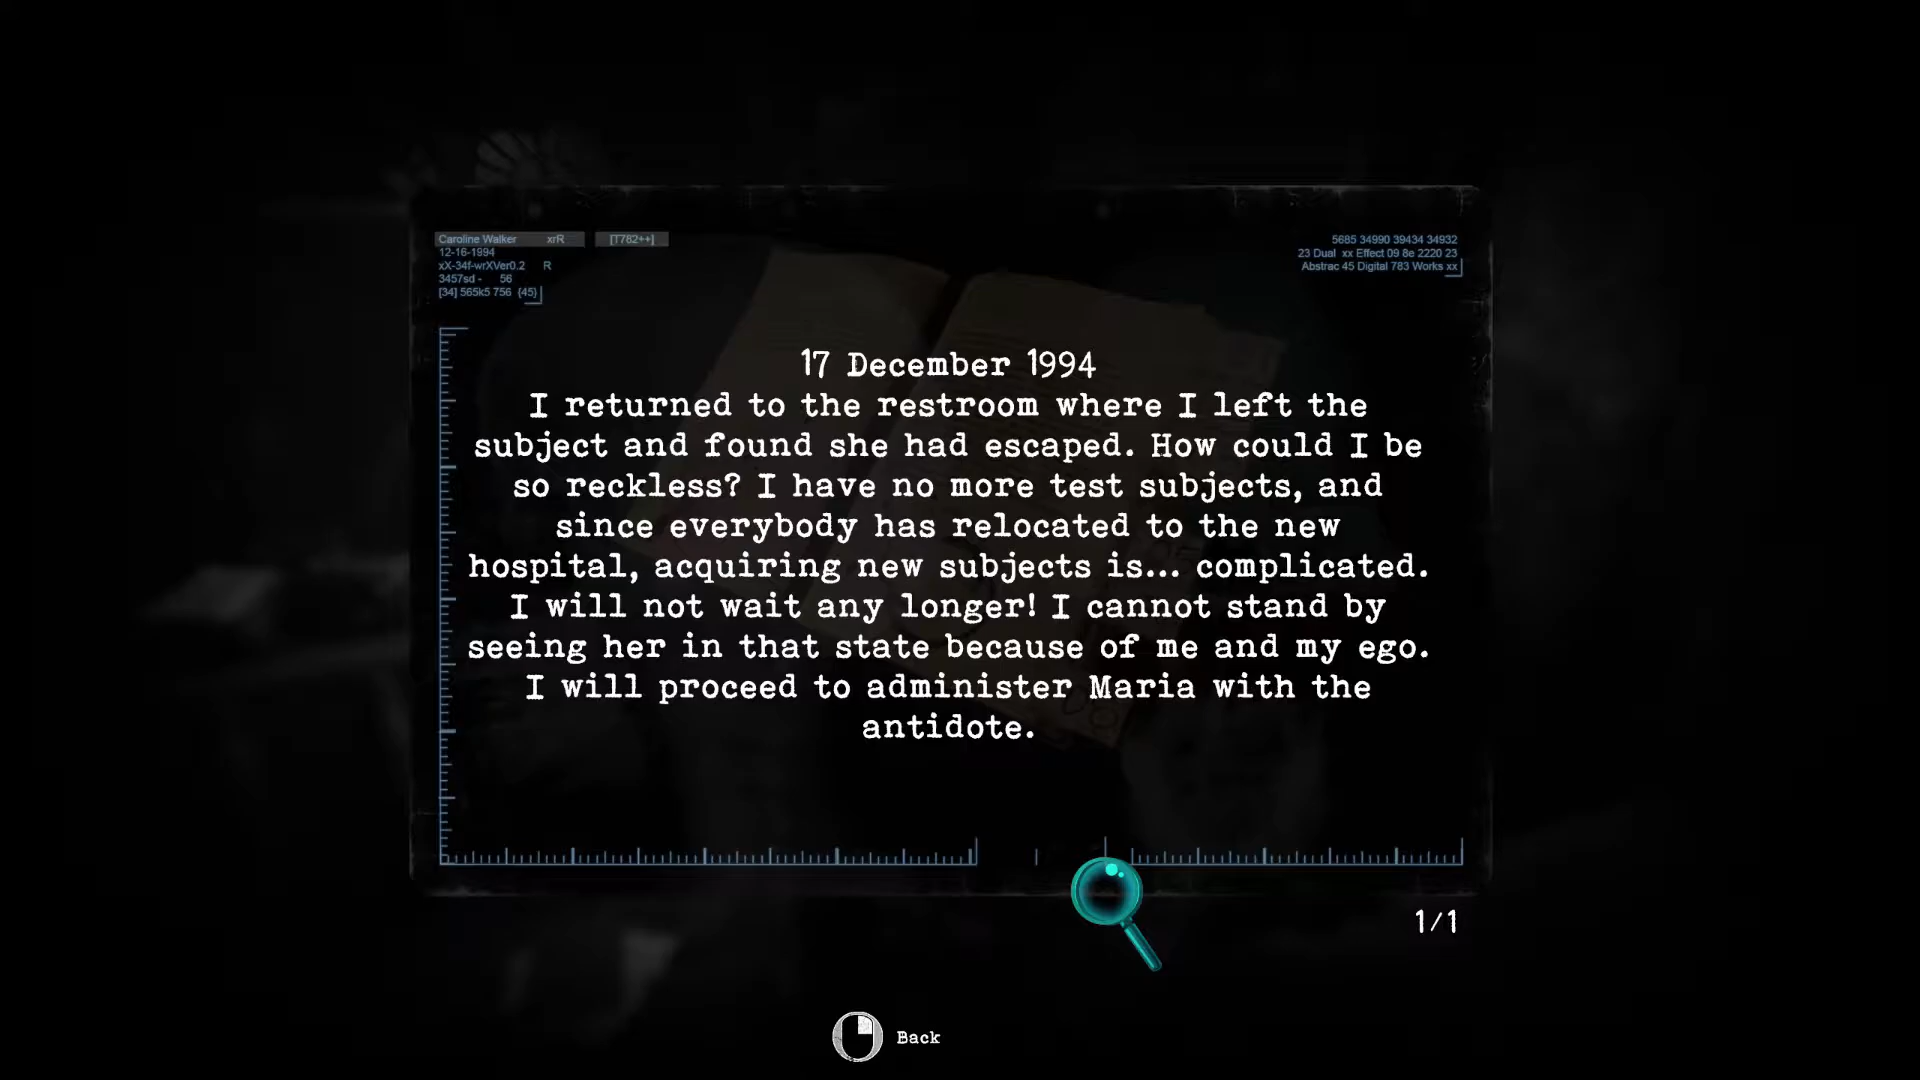 Caroline Walker xrR [T782++]
12-16-1994
xX-34f-wrXVer0.2 R
3457sd - 56
[34] 565k5 756 {45}
5685 34990 39434 34932
23 Dual xx Effect 09 8e 2220 23
Abstrac 45 Digital 783 Works xx
17 December 1994
I returned to the restroom where I left the
subject and found she had escaped. How could I be
so reckless? I have no more test subjects, and
since everybody has relocated to the new
hospital, acquiring new subjects is... complicated.
I will not wait any longer! I cannot stand by
seeing her in that state because of me and my ego.
I will proceed to administer Maria with the
antidote.
1/1
Back